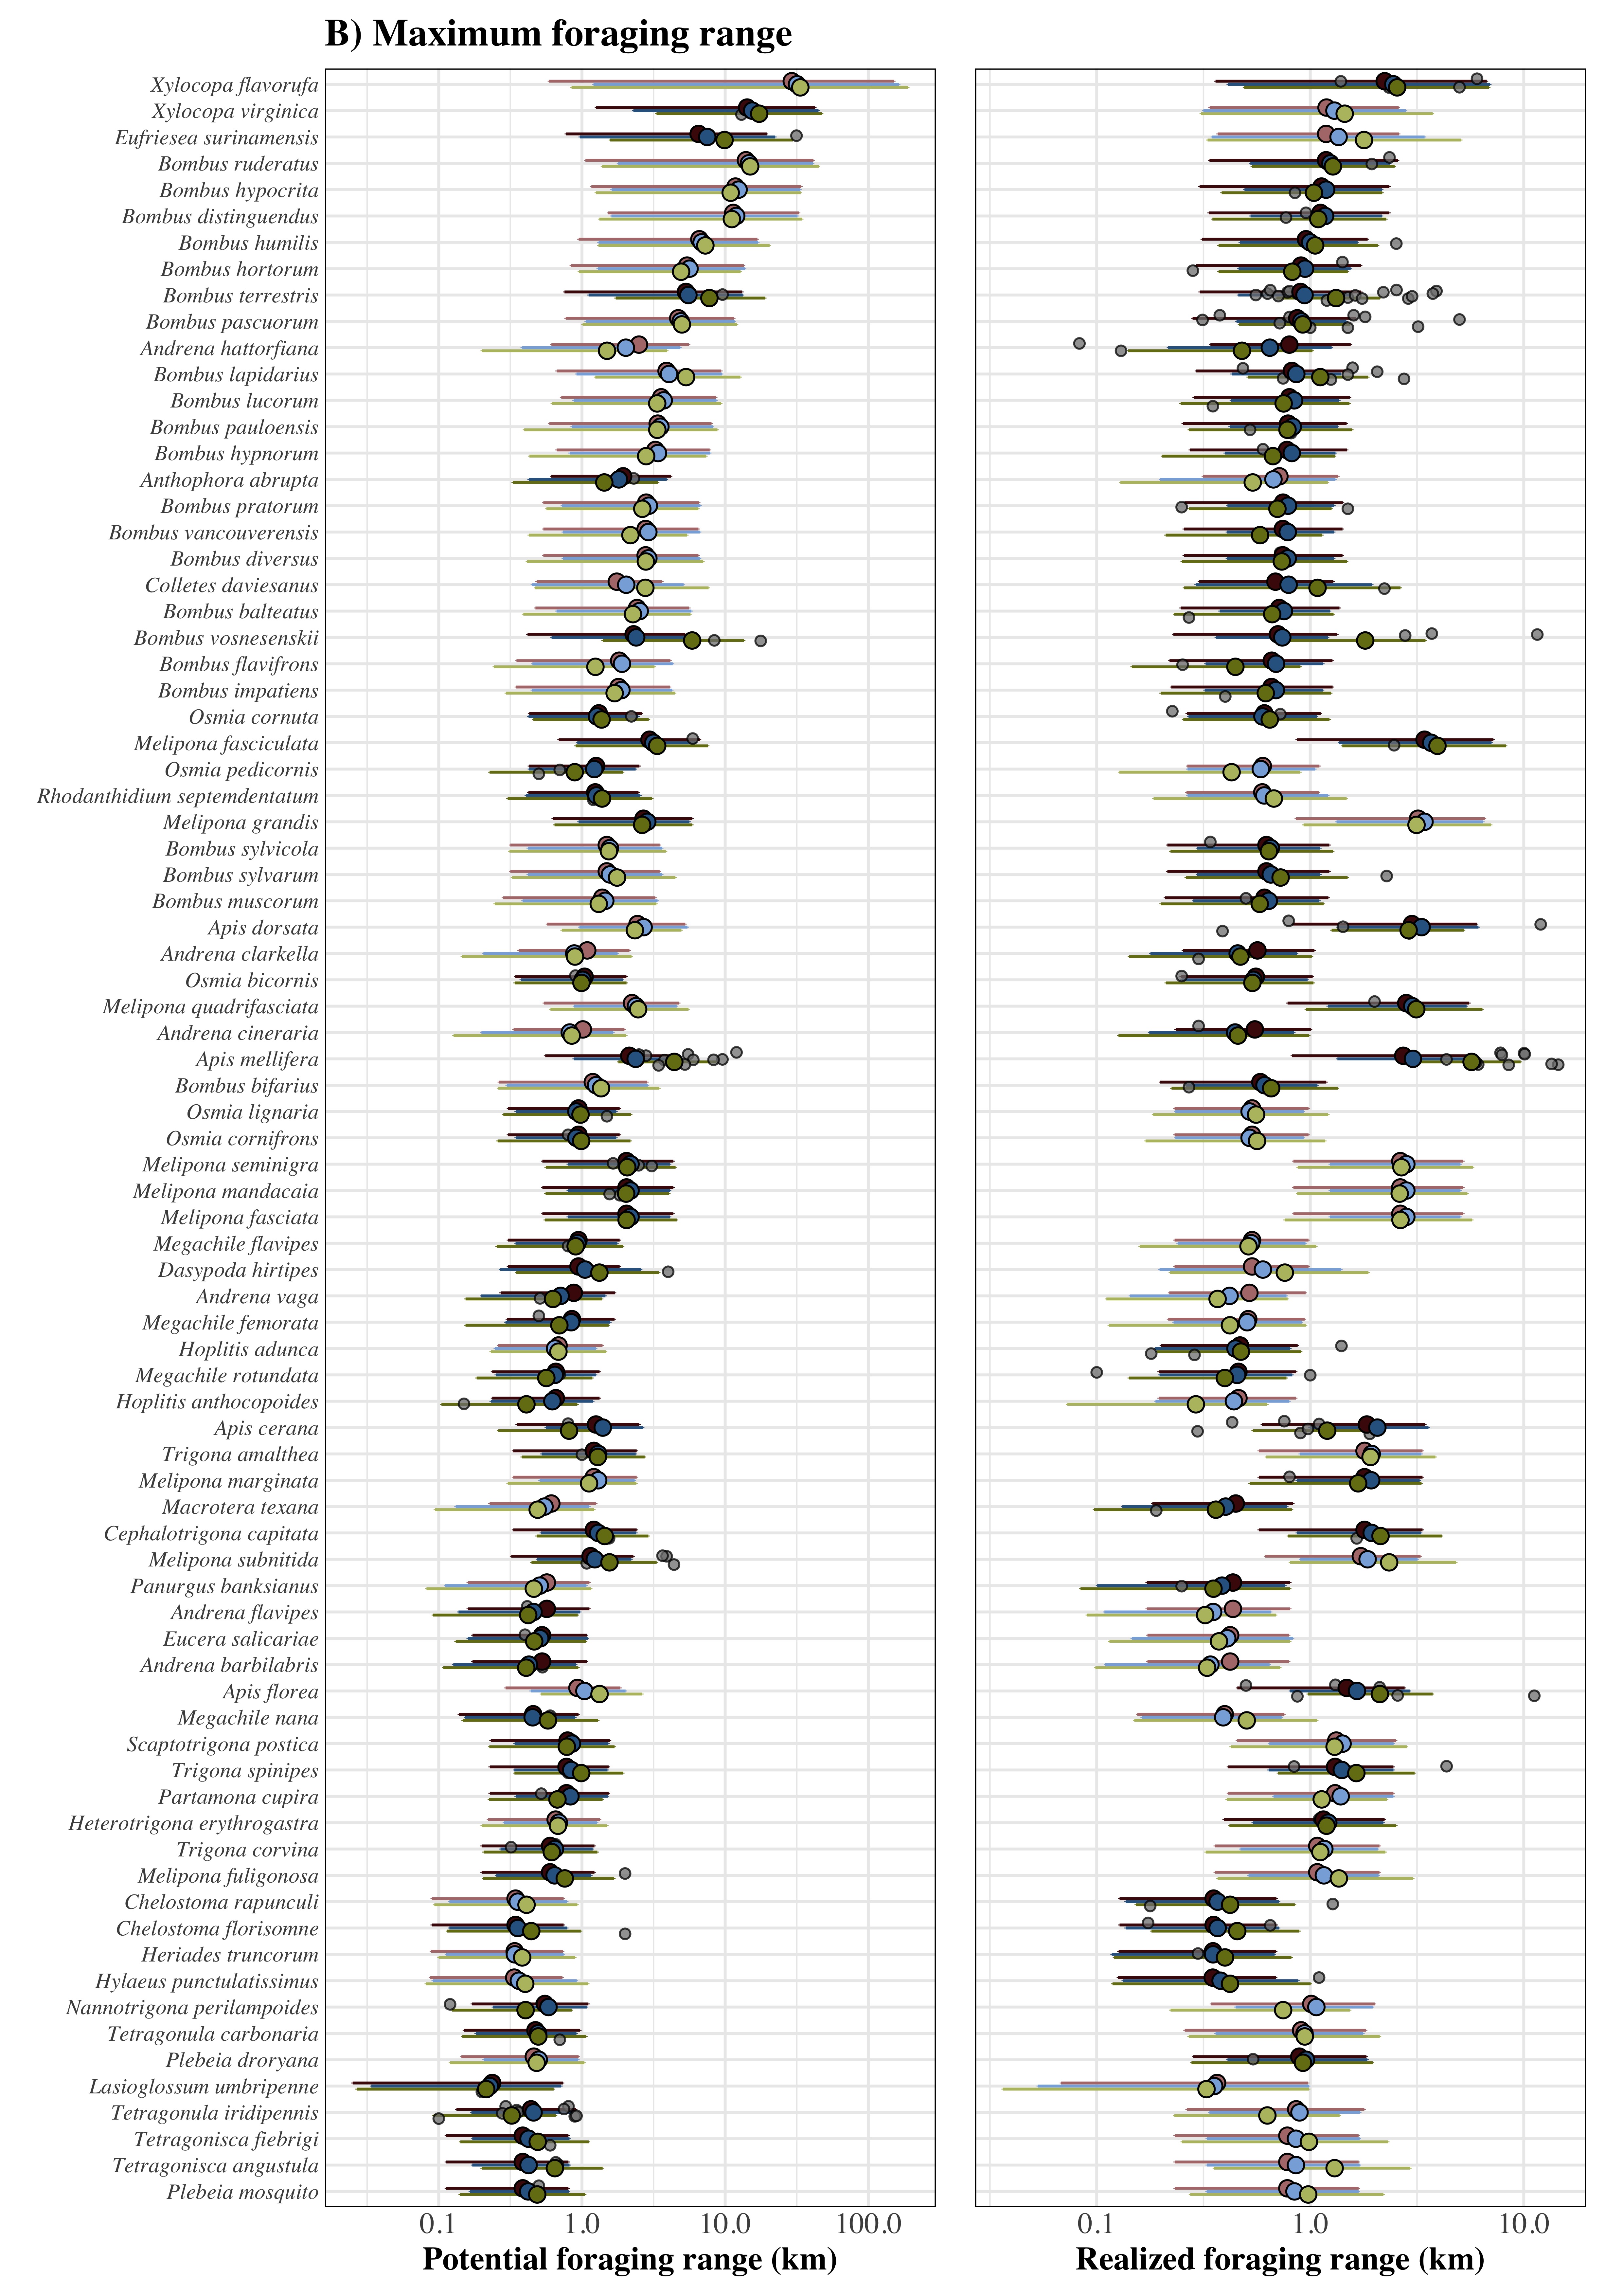 B) Maximum foraging range
Xylocopa flavorufa
Xylocopa virginica
Eufriesea surinamensis
Bombus ruderatus
Bombus hypocrita
Bombus distinguendus
Bombus humilis
Bombus hortorum
Bombus terrestris
Bombus pascuorum
Andrena hattorfiana
Bombus lapidarius
Bombus lucorum
Bombus pauloensis
Bombus hypnorum
Anthophora abrupta
Bombus pratorum
Bombus vancouverensis
Bombus diversus
Colletes daviesanus
Bombus balteatus
Bombus vosnesenskii
Bombus flavifrons
Bombus impatiens
Osmia cornuta
Melipona fasciculata
Osmia pedicornis
Rhodanthidium septemdentatum
Melipona grandis
Bombus sylvicola
Bombus sylvarum
Bombus muscorum
Apis dorsata
Andrena clarkella
Osmia bicornis
Melipona quadrifasciata
Andrena cineraria
Apis mellifera
Bombus bifarius
Osmia lignaria
Osmia cornifrons
Melipona seminigra
Melipona mandacaia
Melipona fasciata
Megachile flavipes
Dasypoda hirtipes
Andrena vaga
Megachile femorata
Hoplitis adunca
Megachile rotundata
Hoplitis anthocopoides
Apis cerana
Trigona amalthea
Melipona marginata
Macrotera texana
Cephalotrigona capitata
Melipona subnitida
Panurgus banksianus
Andrena flavipes
Eucera salicariae
Andrena barbilabris
Apis florea
Megachile nana
Scaptotrigona postica
Trigona spinipes
Partamona cupira
Heterotrigona erythrogastra
Trigona corvina
Melipona fuligonosa
Chelostoma rapunculi
Chelostoma florisomne
Heriades truncorum
Hylaeus punctulatissimus
Nannotrigona perilampoides
Tetragonula carbonaria
Plebeia droryana
Lasioglossum umbripenne
Tetragonula iridipennis
Tetragonisca fiebrigi
Tetragonisca angustula
Plebeia mosquito
0.1 1.0 10.0 100.0
Potential foraging range (km)
0.1 1.0 10.0
Realized foraging range (km)